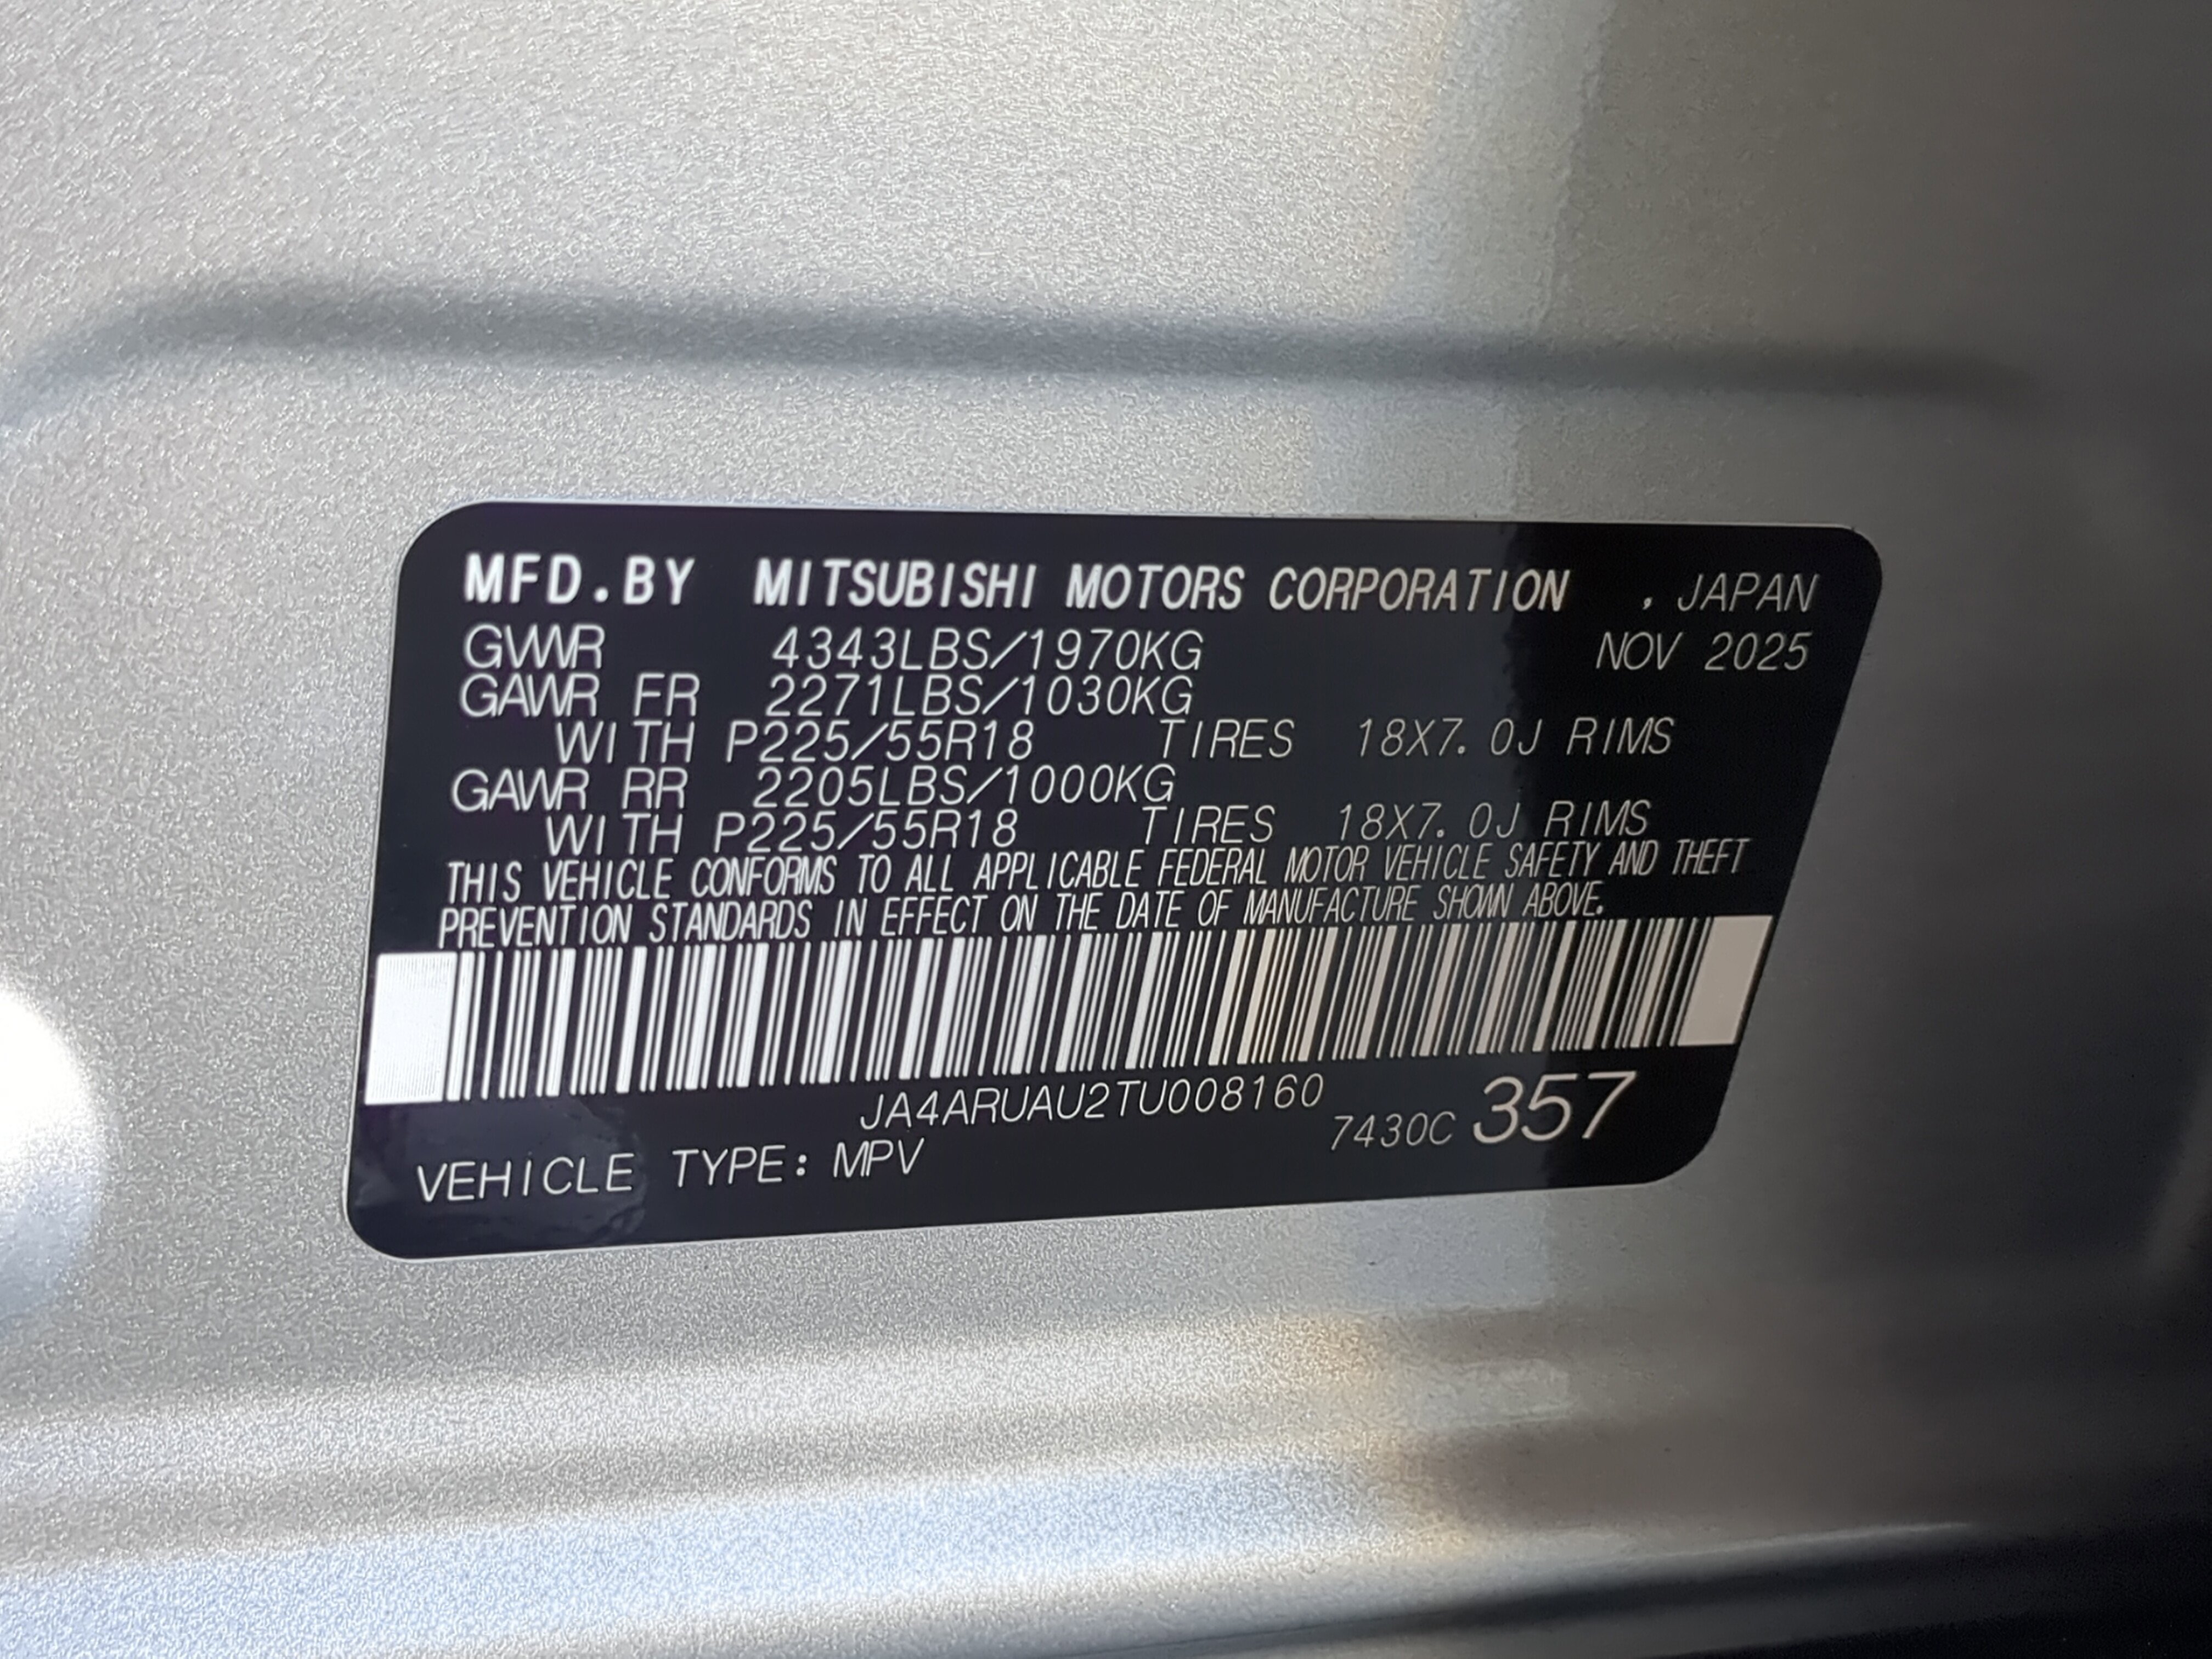 MFD.BY MITSUBISHI MOTORS CORPORATION , JAPAN
GVWR 4343LBS/1970KG NOV 2025
GAWR FR 2271LBS/1030KG
WITH P225/55R18 TIRES 18X7.0J RIMS
GAWR RR 2205LBS/1000KG
WITH P225/55R18 TIRES 18X7.0J RIMS
THIS VEHICLE CONFORMS TO ALL APPLICABLE FEDERAL MOTOR VEHICLE SAFETY AND THEFT
PREVENTION STANDARDS IN EFFECT ON THE DATE OF MANUFACTURE SHOWN ABOVE.
JA4ARUAU2TU008160
7430C 357
VEHICLE TYPE: MPV